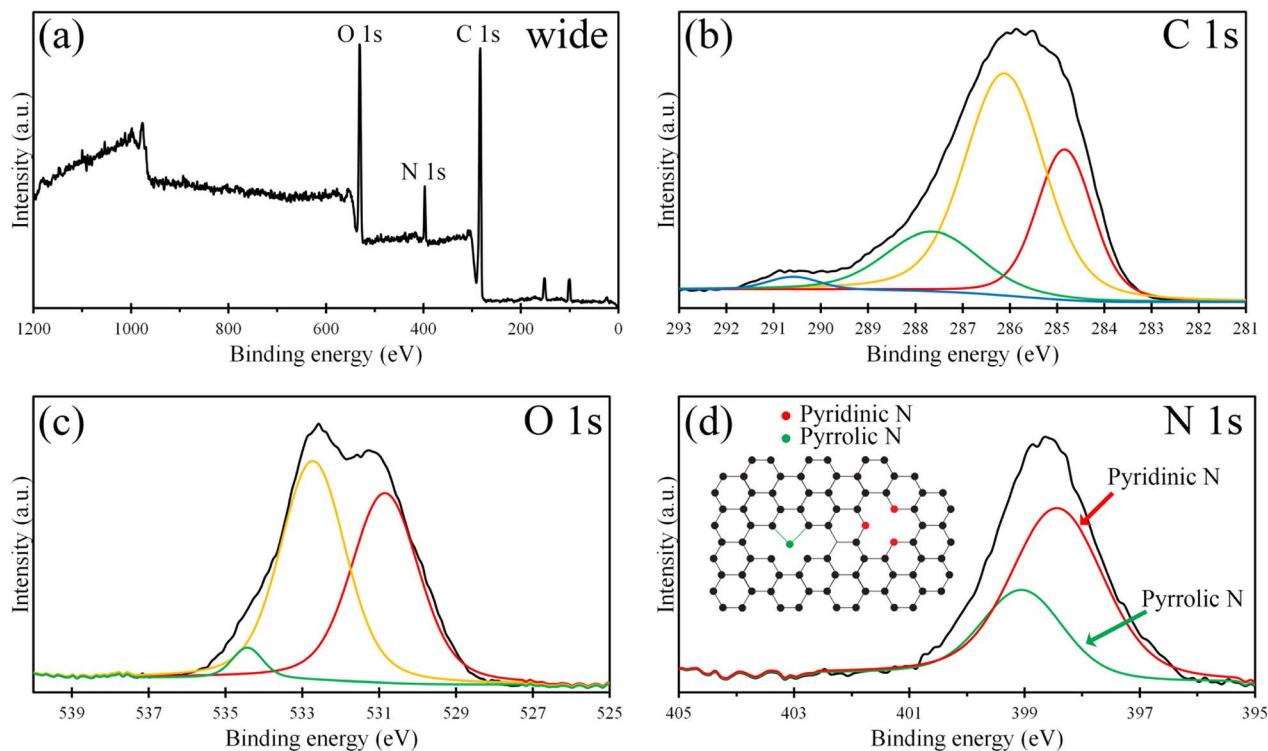 (a) wide
O 1s
C 1s
N 1s
Intensity (a.u.)
1200 1000 800 600 400 200 0
Binding energy (eV)
(b) C 1s
Intensity (a.u.)
293 292 291 290 289 288 287 286 285 284 283 282 281
Binding energy (eV)
(c) O 1s
Intensity (a.u.)
539 537 535 533 531 529 527 525
Binding energy (eV)
(d) N 1s
Pyridinic N
Pyrrolic N
Pyridinic N
Pyrrolic N
Intensity (a.u.)
405 403 401 399 397 395
Binding energy (eV)